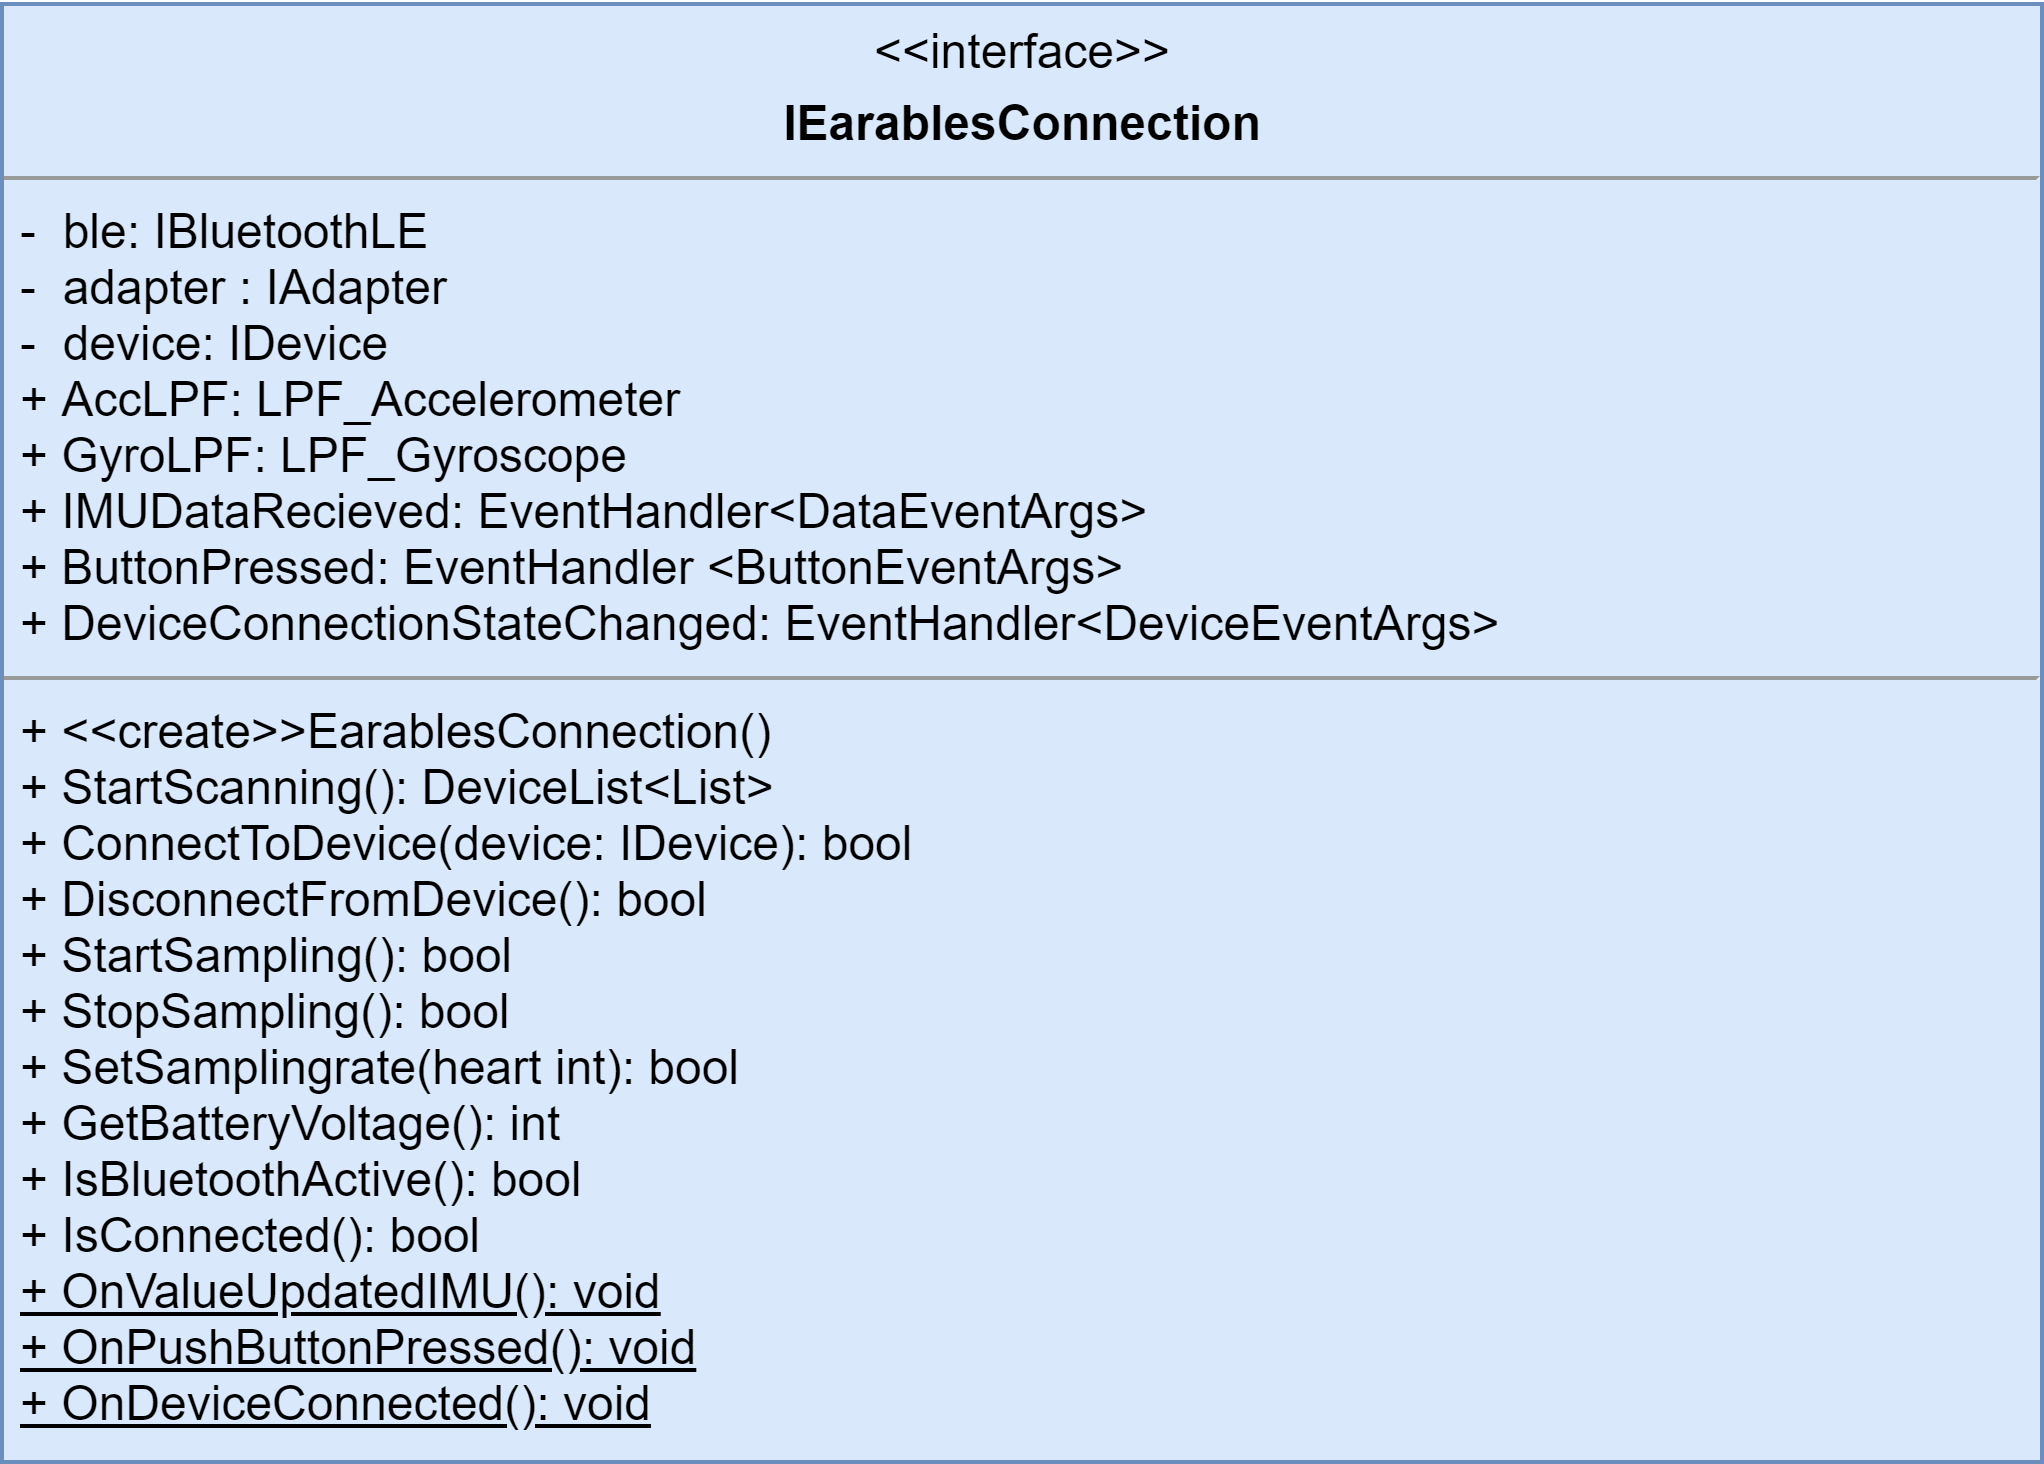 <<interface>>
IEarablesConnection
- ble: IBluetoothLE
- adapter : IAdapter
- device: IDevice
+ AccLPF: LPF_Accelerometer
+ GyroLPF: LPF_Gyroscope
+ IMUDataRecieved: EventHandler<DataEventArgs>
+ ButtonPressed: EventHandler <ButtonEventArgs>
+ DeviceConnectionStateChanged: EventHandler<DeviceEventArgs>
+ <<create>>EarablesConnection()
+ StartScanning(): DeviceList<List>
+ ConnectToDevice(device: IDevice): bool
+ DisconnectFromDevice(): bool
+ StartSampling(): bool
+ StopSampling(): bool
+ SetSamplingrate(heart int): bool
+ GetBatteryVoltage(): int
+ IsBluetoothActive(): bool
+ IsConnected(): bool
+ OnValueUpdatedIMU(): void
+ OnPushButtonPressed(): void
+ OnDeviceConnected(): void